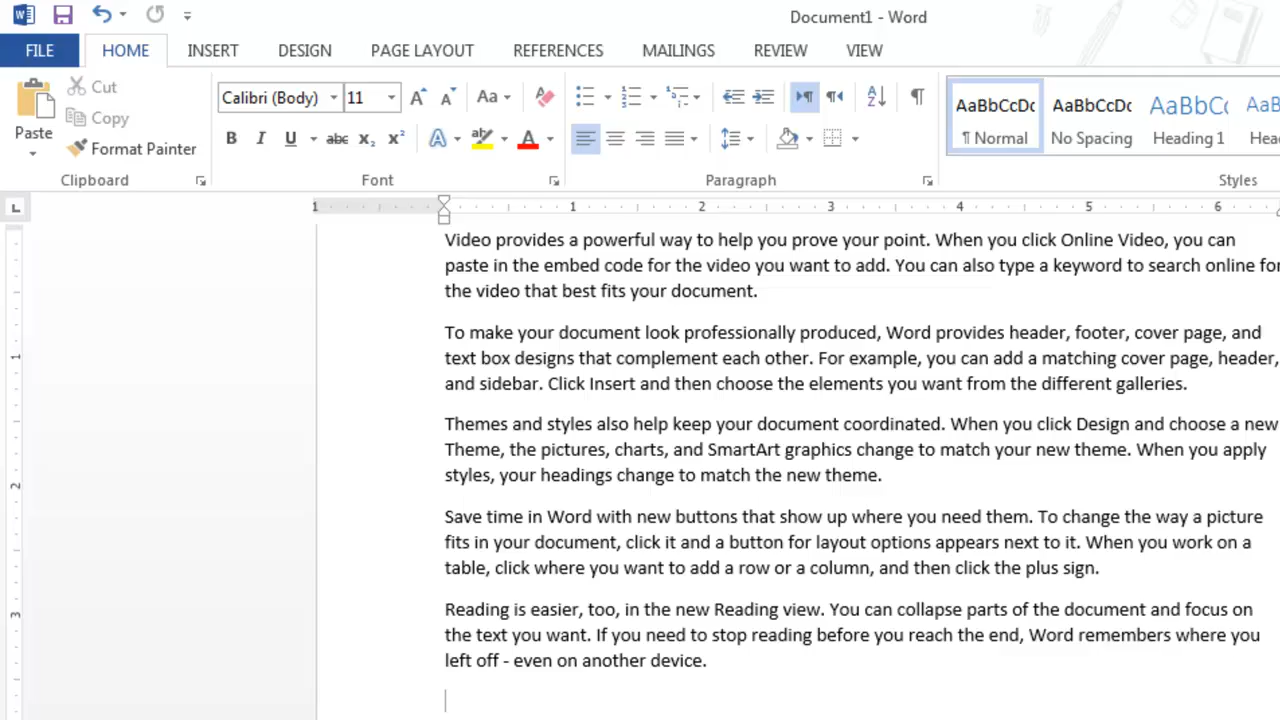 Document1 - Word
FILE HOME INSERT DESIGN PAGE LAYOUT REFERENCES MAILINGS REVIEW VIEW
Paste
Cut
Copy
Format Painter
Clipboard
Calibri (Body) 11
Aa
B I U abc x₂ x² A ab A
Font
A Z ¶
Paragraph
AaBbCcDc AaBbCcDc AaBbC
¶ Normal No Spacing Heading 1
Styles
L
1 1 2 3 4 5 6
1
2
3
Video provides a powerful way to help you prove your point. When you click Online Video, you can
paste in the embed code for the video you want to add. You can also type a keyword to search online for
the video that best fits your document.
To make your document look professionally produced, Word provides header, footer, cover page, and
text box designs that complement each other. For example, you can add a matching cover page, header,
and sidebar. Click Insert and then choose the elements you want from the different galleries.
Themes and styles also help keep your document coordinated. When you click Design and choose a new
Theme, the pictures, charts, and SmartArt graphics change to match your new theme. When you apply
styles, your headings change to match the new theme.
Save time in Word with new buttons that show up where you need them. To change the way a picture
fits in your document, click it and a button for layout options appears next to it. When you work on a
table, click where you want to add a row or a column, and then click the plus sign.
Reading is easier, too, in the new Reading view. You can collapse parts of the document and focus on
the text you want. If you need to stop reading before you reach the end, Word remembers where you
left off - even on another device.